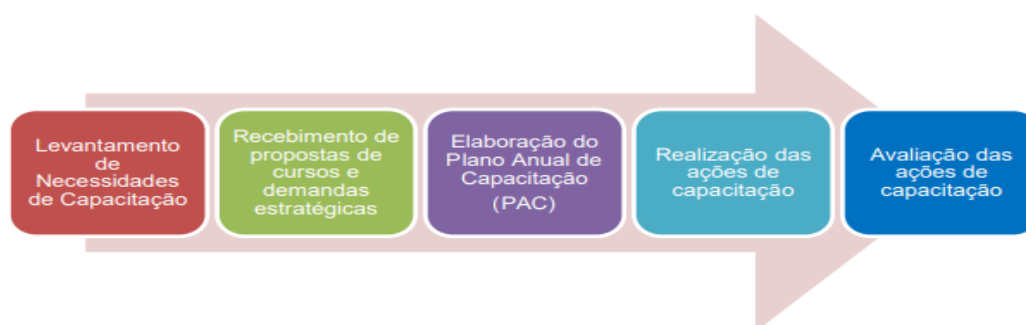 Levantamento
de
Necessidades
de Capacitação
Recebimento de
propostas de
cursos e
demandas
estratégicas
Elaboração do
Plano Anual de
Capacitação
(PAC)
Realização das
ações de
capacitação
Avaliação das
ações de
capacitação